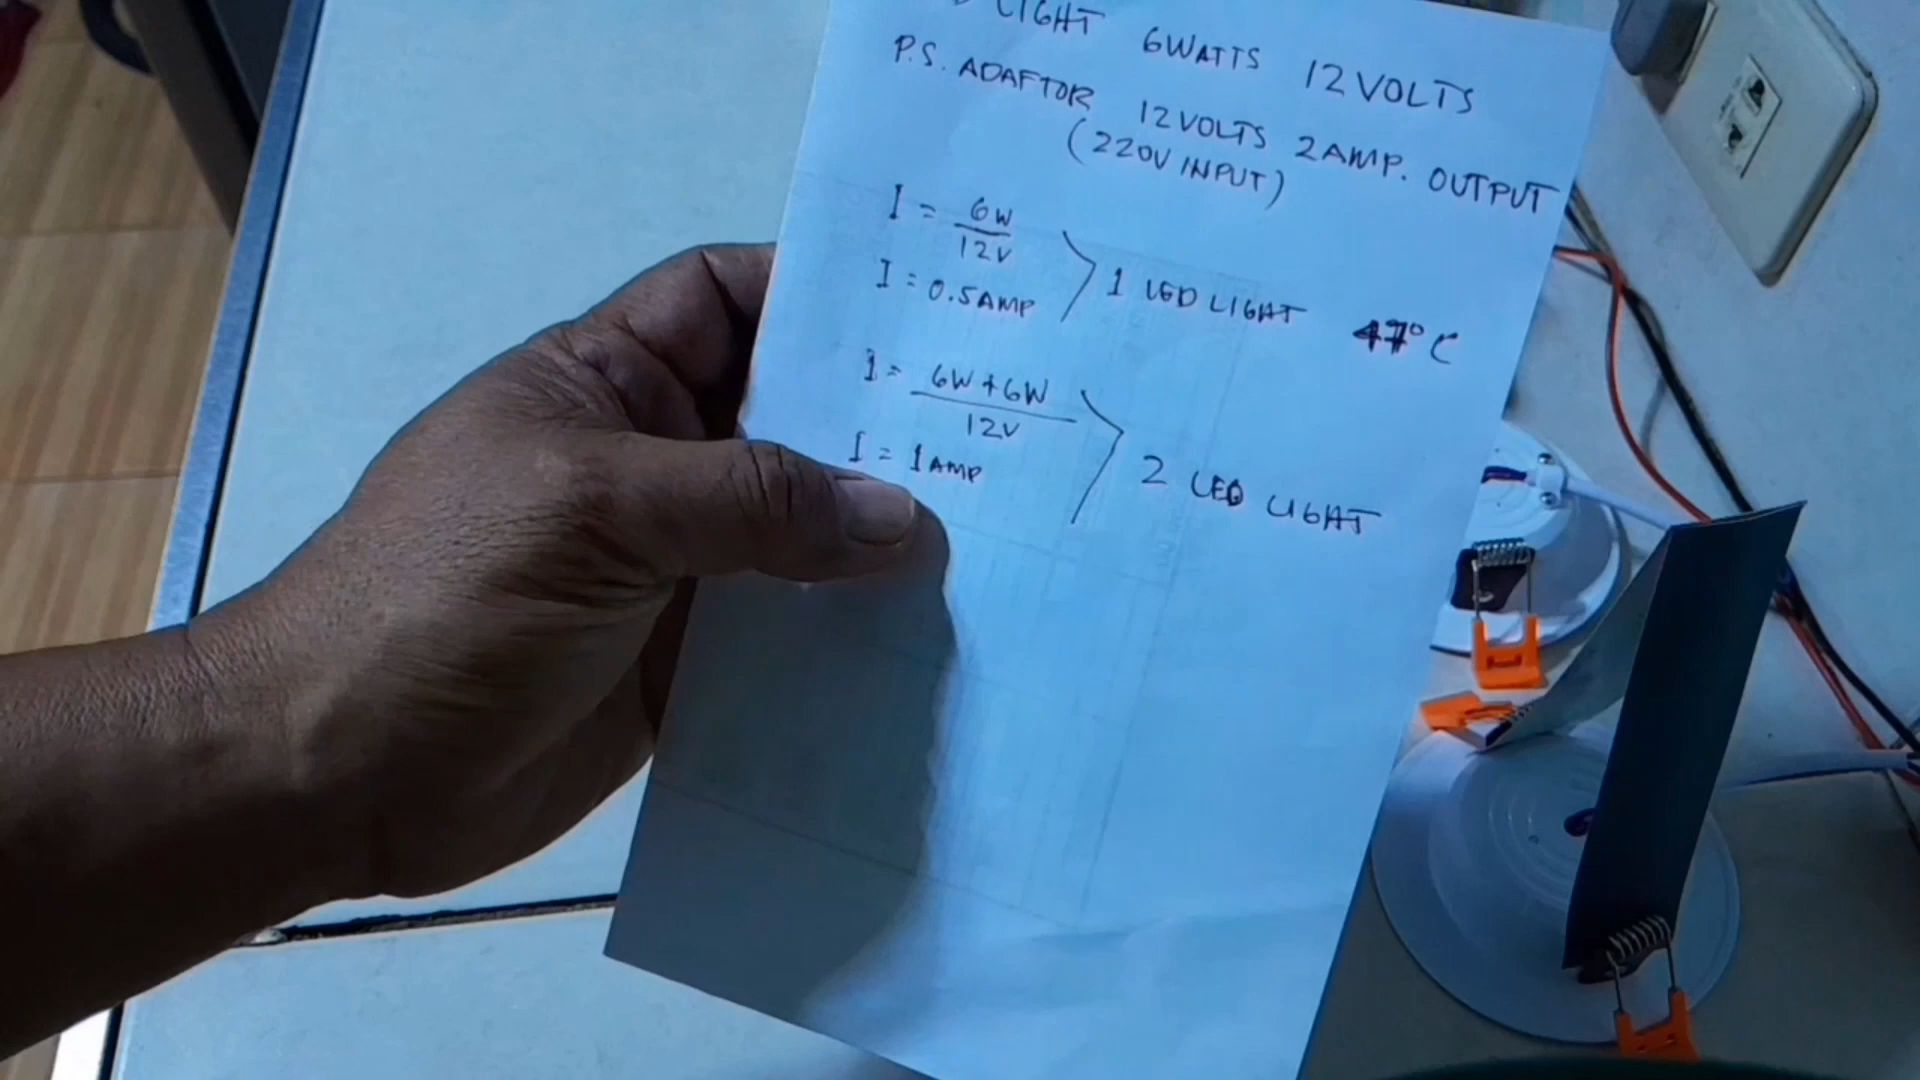 LIGHT 6WATTS 12VOLTS
P.S. ADAFTOR 12VOLTS 2AMP. OUTPUT
(220V INPUT)
I = 6W
12V
I = 0.5AMP
1 LED LIGHT 47°C
I = 6W+6W
12V
I = 1AMP
2 LED LIGHT